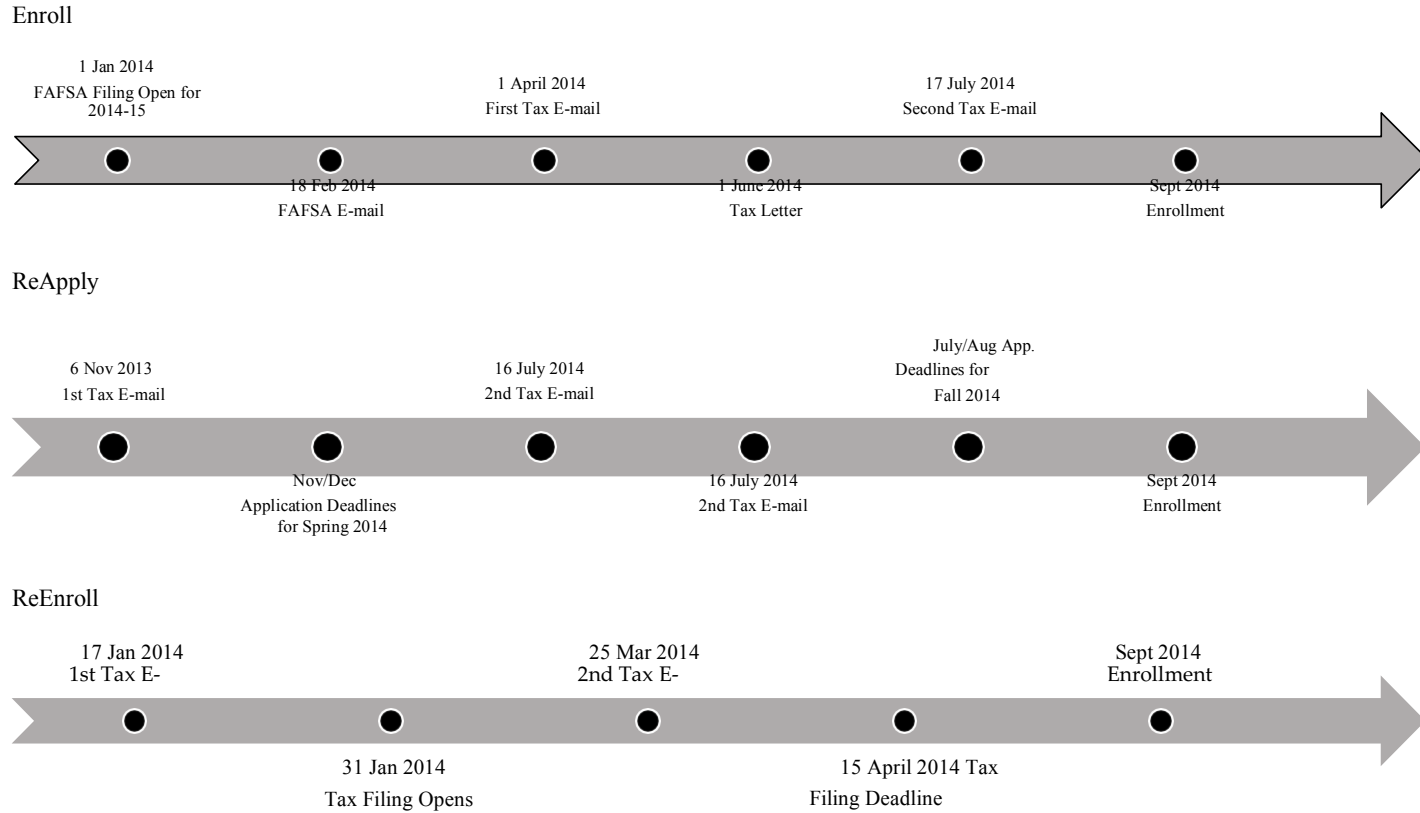 Enroll
1 Jan 2014
FAFSA Filing Open for
2014-15
1 April 2014
First Tax E-mail
17 July 2014
Second Tax E-mail
18 Feb 2014
FAFSA E-mail
1 June 2014
Tax Letter
Sept 2014
Enrollment
ReApply
6 Nov 2013
1st Tax E-mail
16 July 2014
2nd Tax E-mail
July/Aug App.
Deadlines for
Fall 2014
Nov/Dec
Application Deadlines
for Spring 2014
16 July 2014
2nd Tax E-mail
Sept 2014
Enrollment
ReEnroll
17 Jan 2014
1st Tax E-
25 Mar 2014
2nd Tax E-
Sept 2014
Enrollment
31 Jan 2014
Tax Filing Opens
15 April 2014 Tax
Filing Deadline